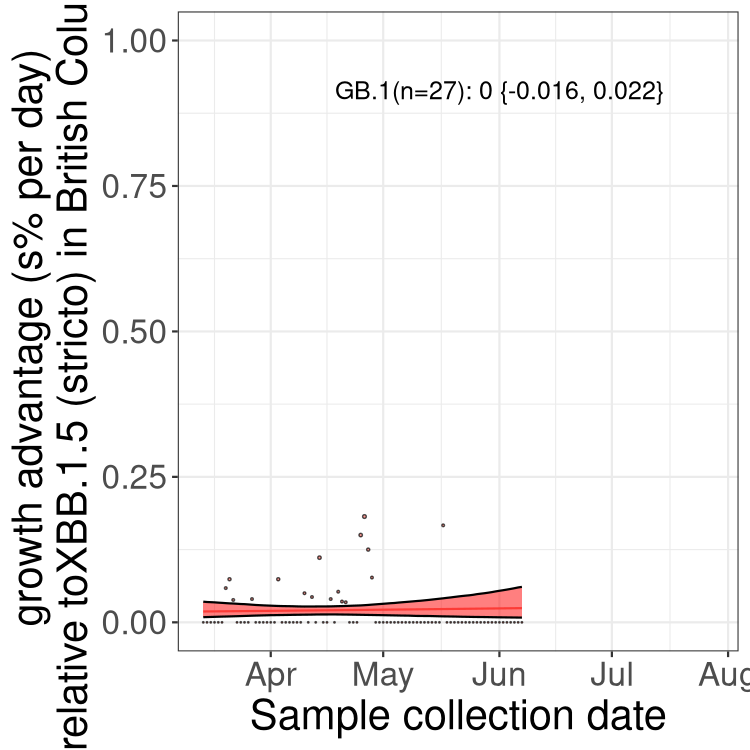 growth advantage (s% per day)
relative toXBB.1.5 (stricto) in British Colu
1.00
0.75
0.50
0.25
0.00
GB.1(n=27): 0 {-0.016, 0.022}
Apr May Jun Jul Aug
Sample collection date